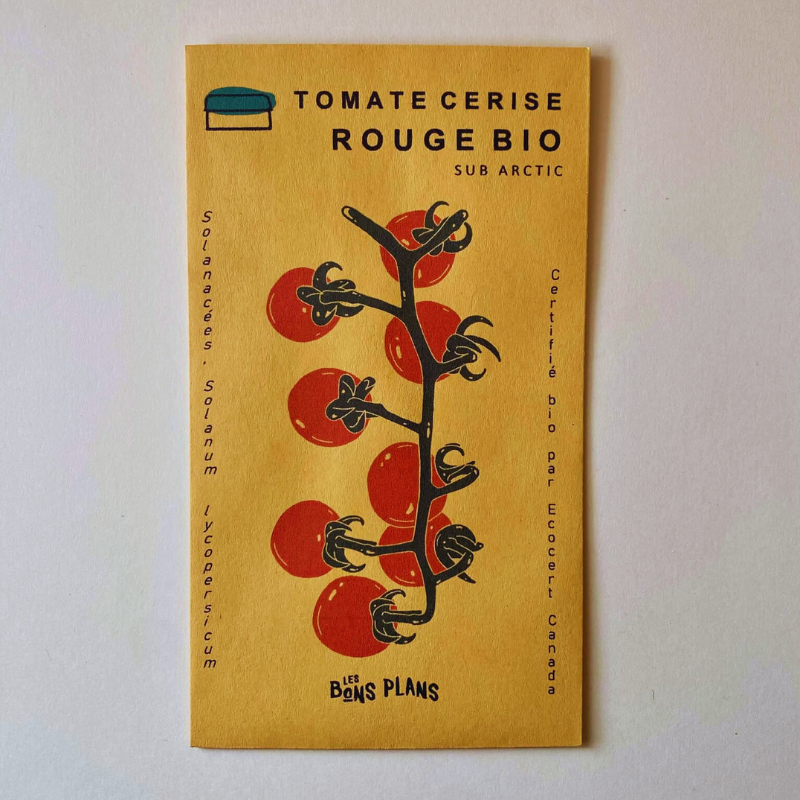 TOMATE CERISE
ROUGE BIO
SUB ARCTIC
Solanacées, Solanum lycopersicum
Certifié bio par Ecocert Canada
LES
BONS PLANS